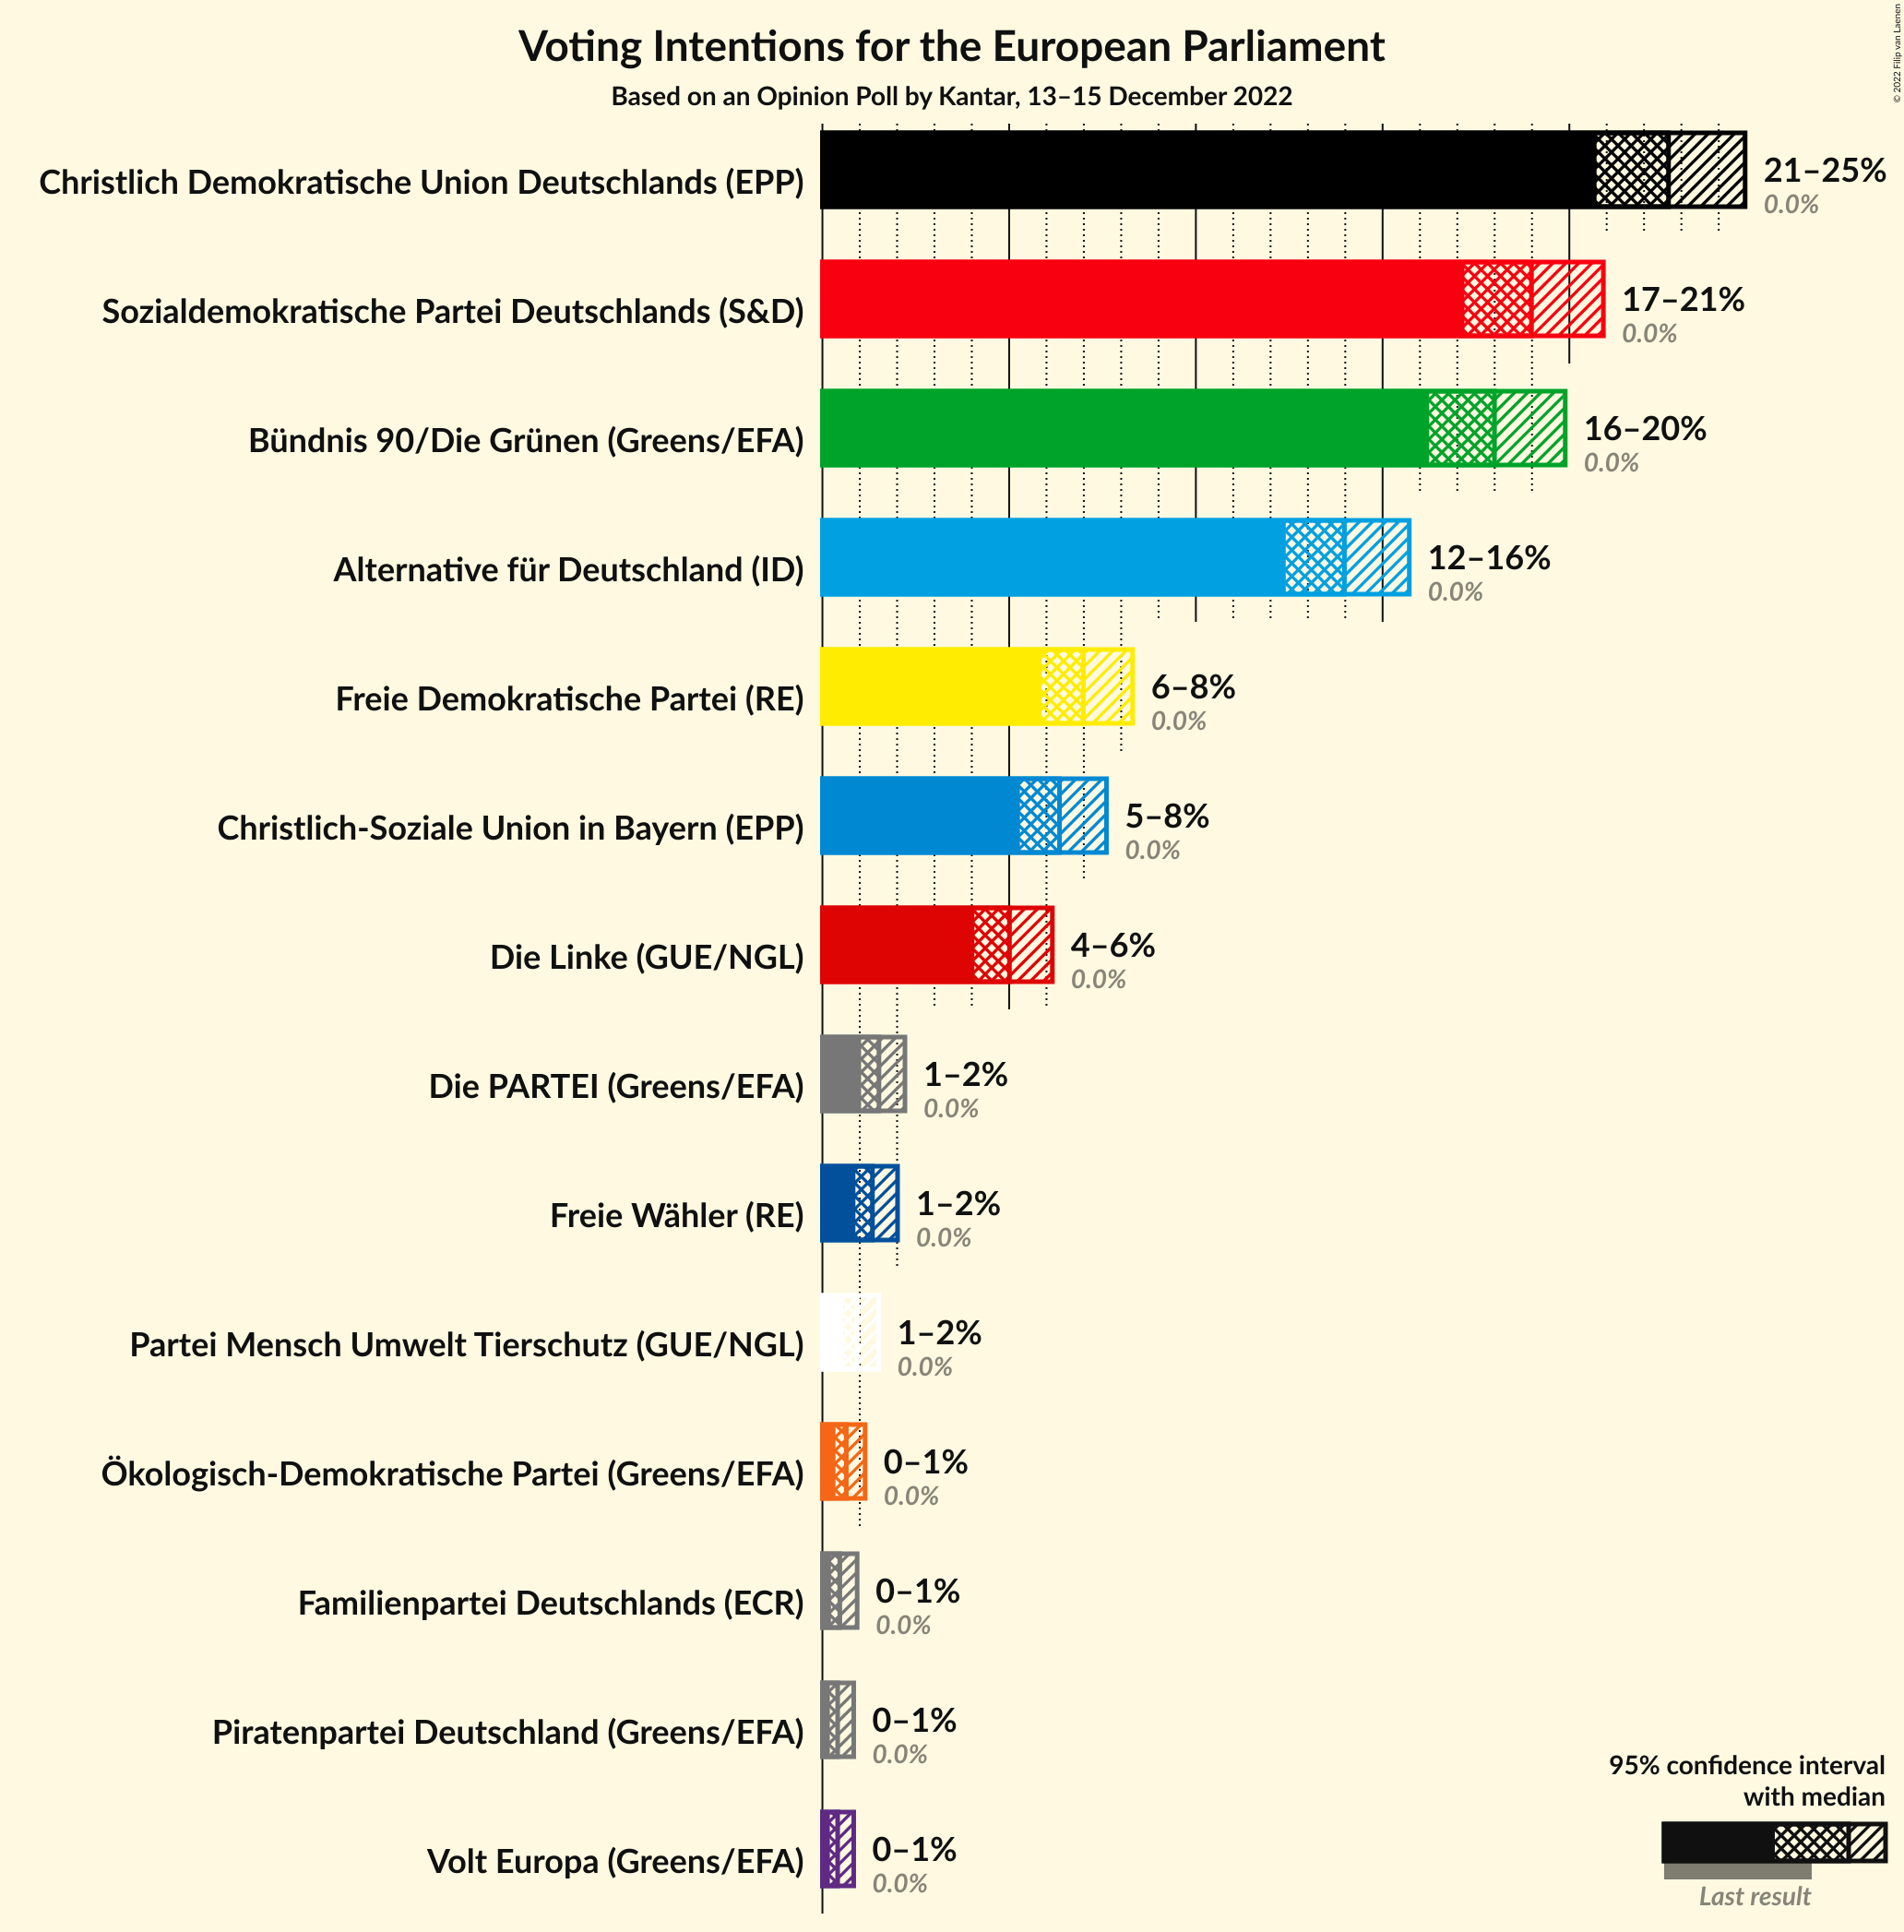 Voting Intentions for the European Parliament
Based on an Opinion Poll by Kantar, 13–15 December 2022
© 2022 Filip van Laenen
Christlich Demokratische Union Deutschlands (EPP)
21–25%
0.0%
Sozialdemokratische Partei Deutschlands (S&D)
17–21%
0.0%
Bündnis 90/Die Grünen (Greens/EFA)
16–20%
0.0%
Alternative für Deutschland (ID)
12–16%
0.0%
Freie Demokratische Partei (RE)
6–8%
0.0%
Christlich-Soziale Union in Bayern (EPP)
5–8%
0.0%
Die Linke (GUE/NGL)
4–6%
0.0%
Die PARTEI (Greens/EFA)
1–2%
0.0%
Freie Wähler (RE)
1–2%
0.0%
Partei Mensch Umwelt Tierschutz (GUE/NGL)
1–2%
0.0%
Ökologisch-Demokratische Partei (Greens/EFA)
0–1%
0.0%
Familienpartei Deutschlands (ECR)
0–1%
0.0%
Piratenpartei Deutschland (Greens/EFA)
0–1%
0.0%
Volt Europa (Greens/EFA)
0–1%
0.0%
95% confidence interval
with median
Last result